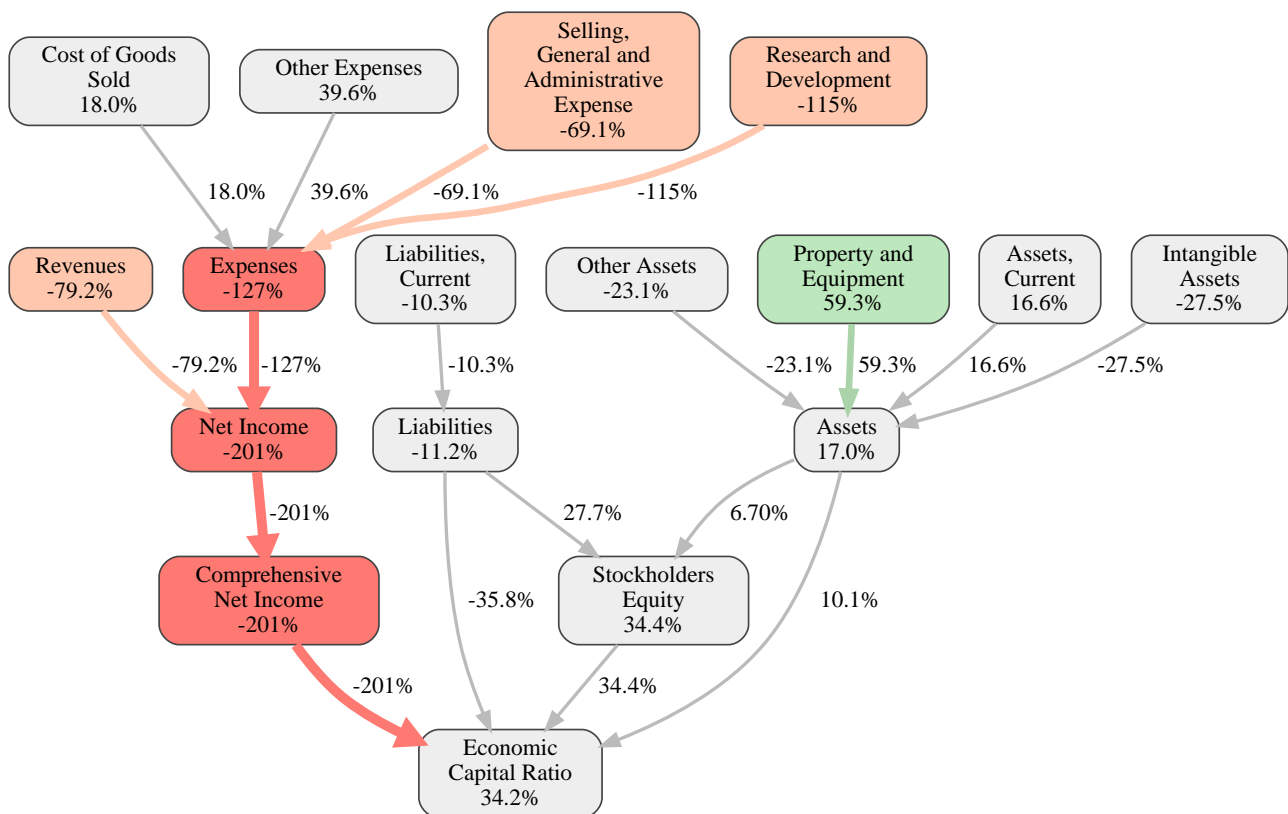 Cost of Goods
Sold
18.0%
Other Expenses
39.6%
Selling,
General and
Administrative
Expense
-69.1%
Research and
Development
-115%
18.0%
39.6%
-69.1%
-115%
Revenues
-79.2%
Expenses
-127%
Liabilities,
Current
-10.3%
Other Assets
-23.1%
Property and
Equipment
59.3%
Assets,
Current
16.6%
Intangible
Assets
-27.5%
-79.2%
-127%
-10.3%
-23.1%
59.3%
16.6%
-27.5%
Net Income
-201%
Liabilities
-11.2%
Assets
17.0%
-201%
27.7%
6.70%
Comprehensive
Net Income
-201%
-35.8%
Stockholders
Equity
34.4%
10.1%
-201%
34.4%
Economic
Capital Ratio
34.2%